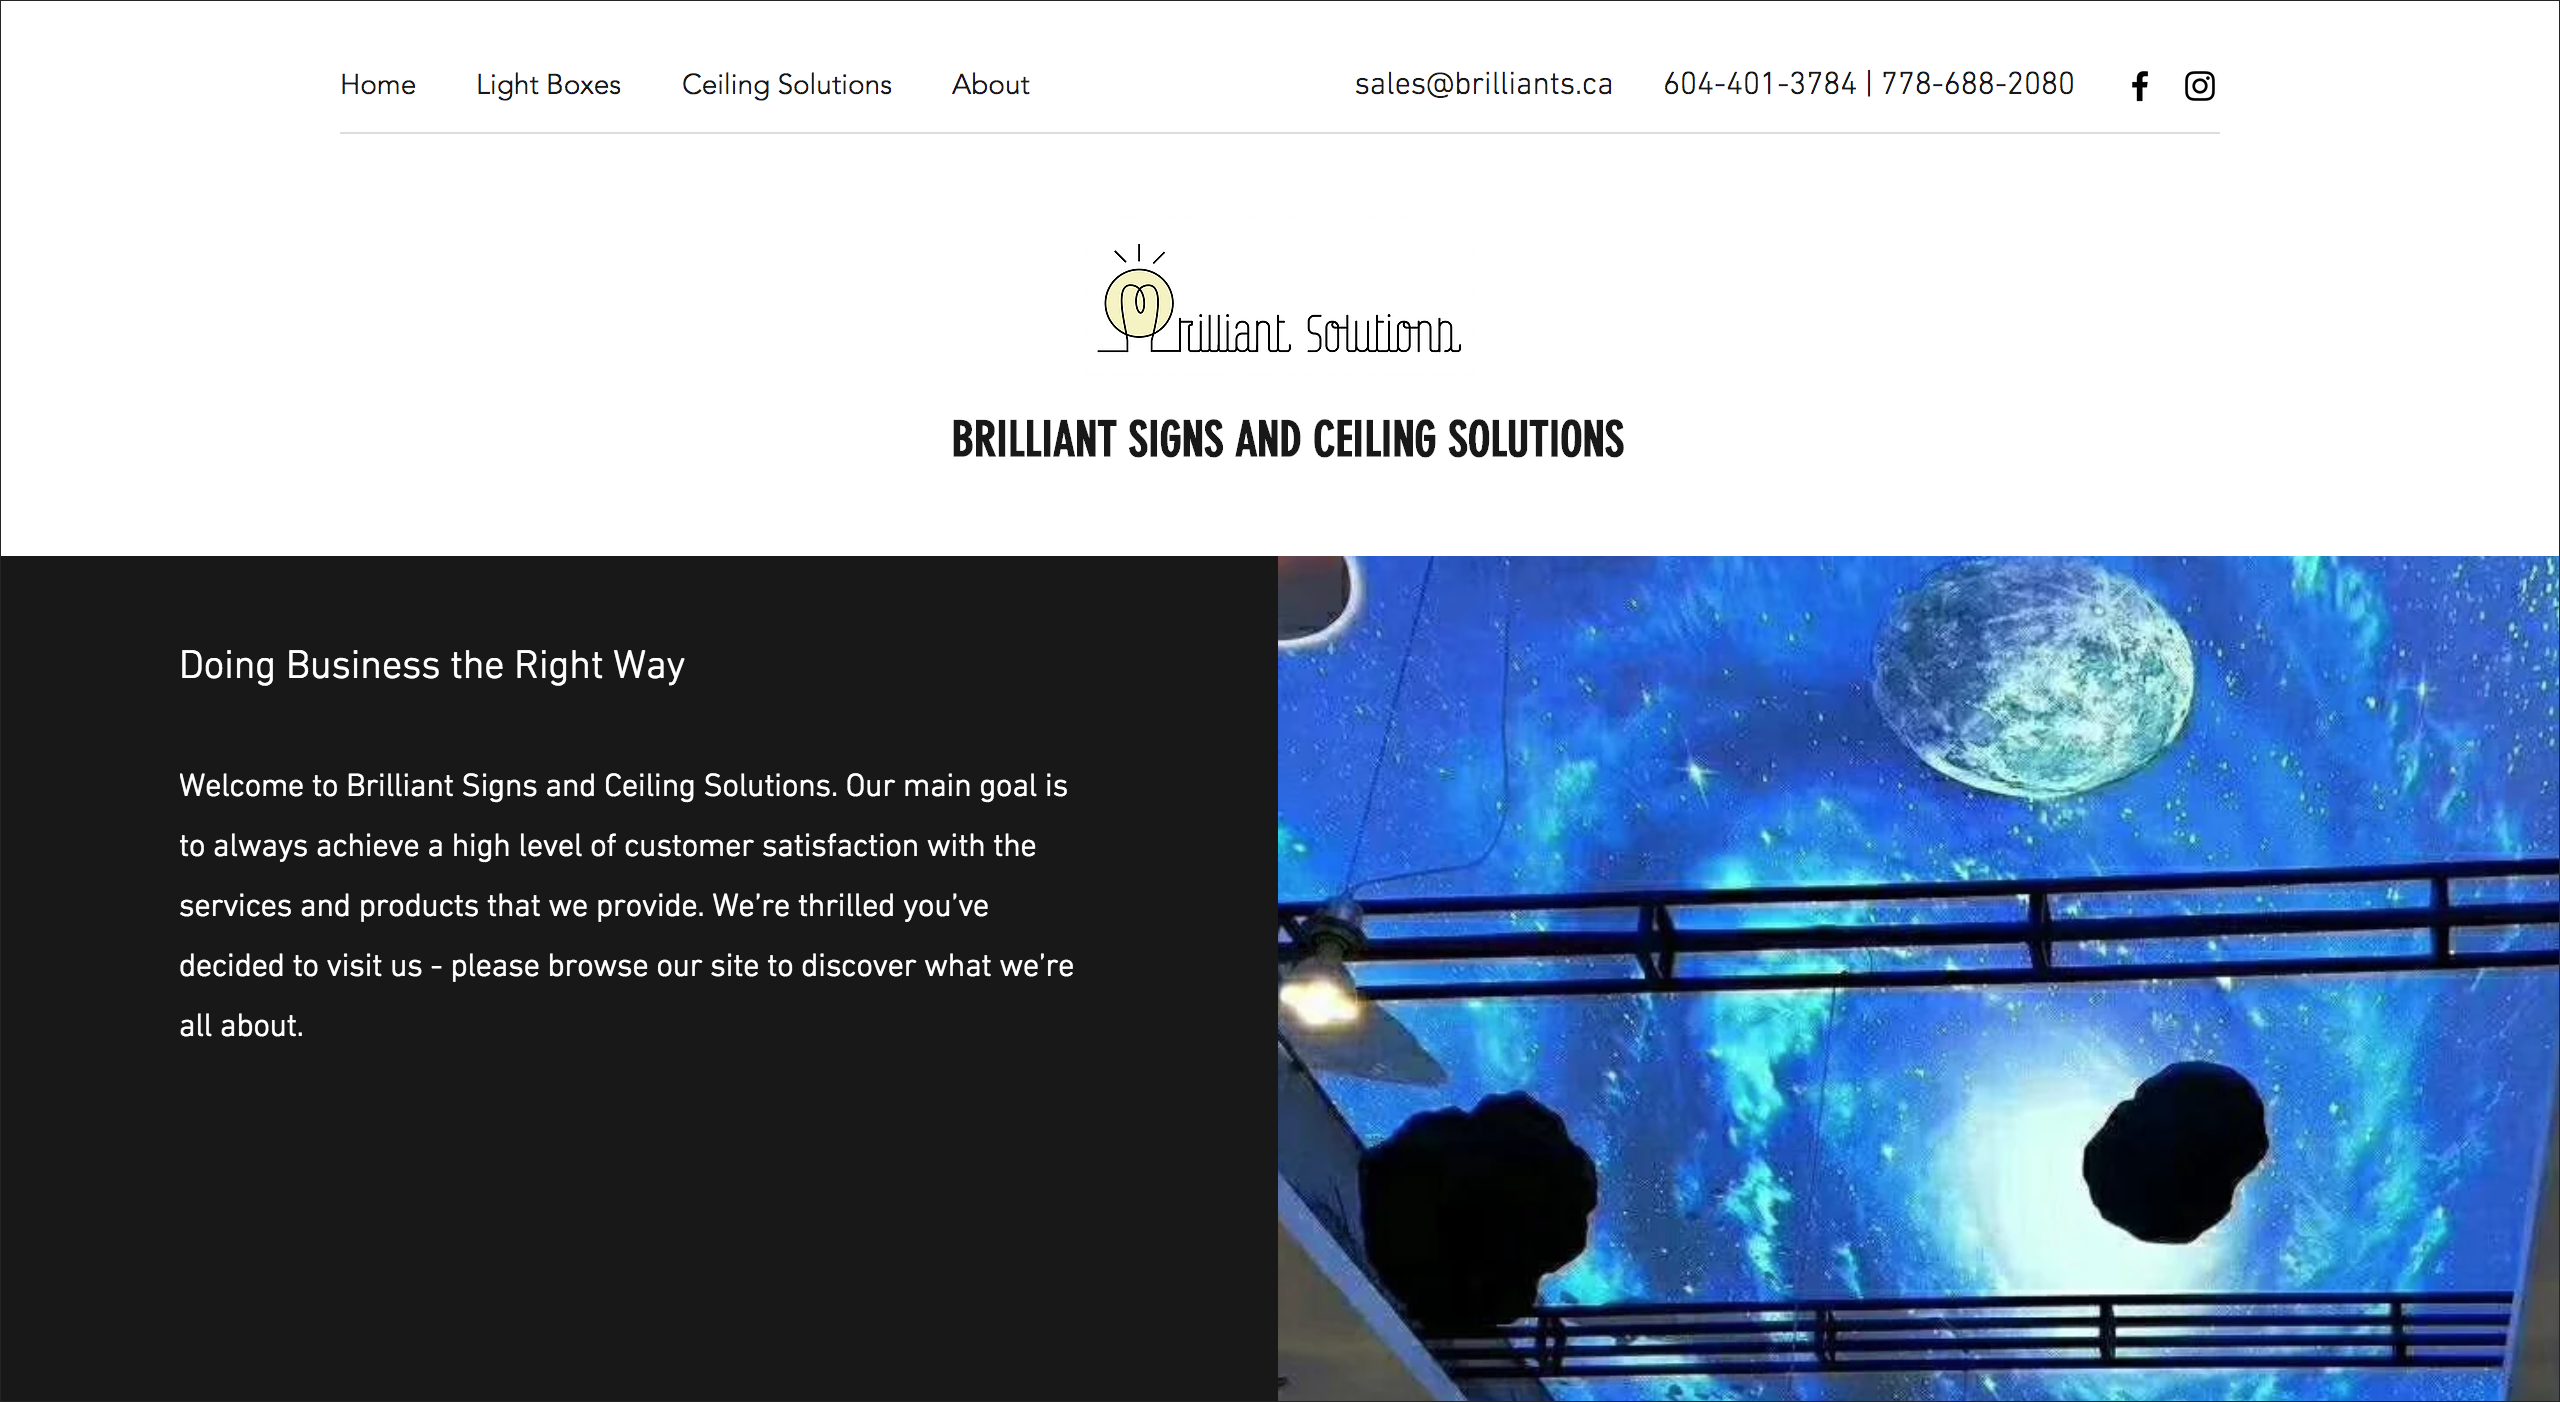 Home Light Boxes Ceiling Solutions About sales@brilliants.ca 604-401-3784 | 778-688-2080
Brilliant Solutions
BRILLIANT SIGNS AND CEILING SOLUTIONS
Doing Business the Right Way
Welcome to Brilliant Signs and Ceiling Solutions. Our main goal is
to always achieve a high level of customer satisfaction with the
services and products that we provide. We’re thrilled you’ve
decided to visit us - please browse our site to discover what we’re
all about.